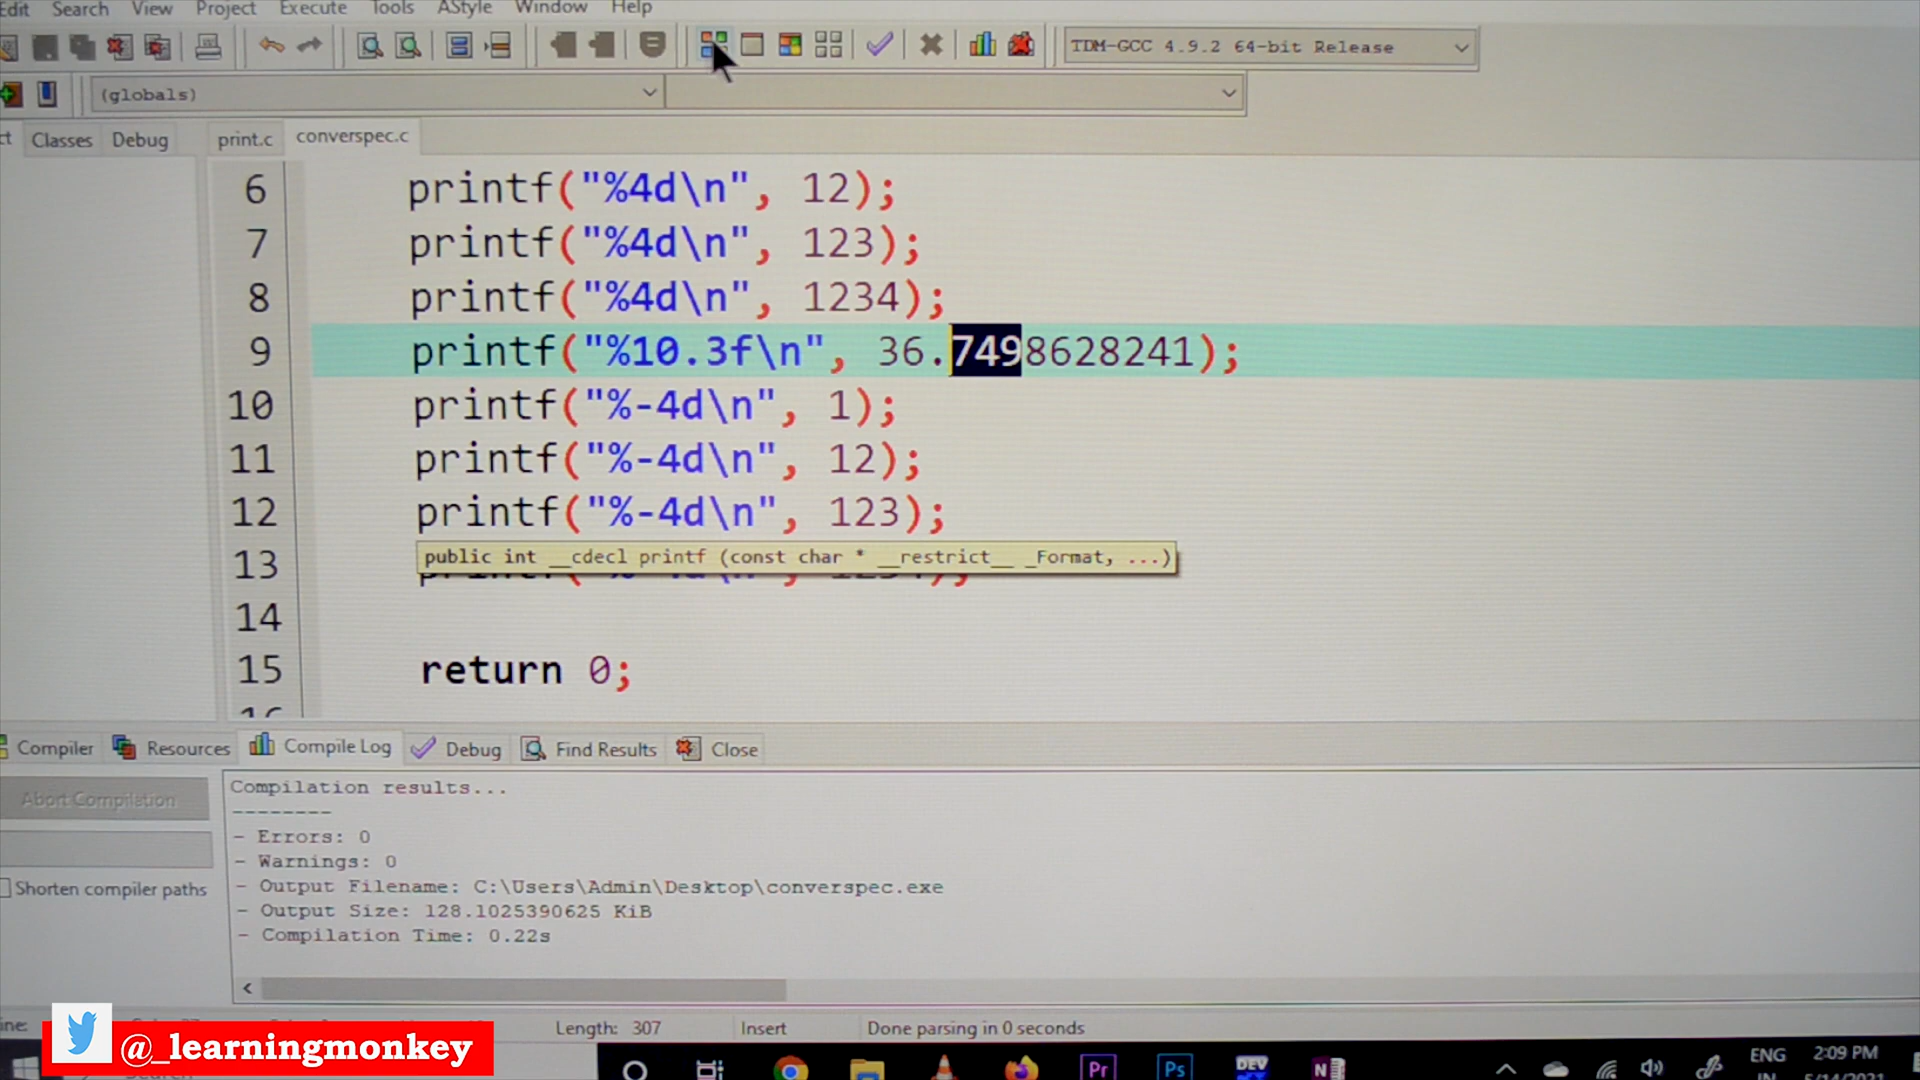 Edit Search View Project Execute Tools AStyle Window Help
TDM-GCC 4.9.2 64-bit Release
(globals)
Classes Debug print.c converspec.c
6 printf("%4d\n", 12);
7 printf("%4d\n", 123);
8 printf("%4d\n", 1234);
9 printf("%10.3f\n", 36.7498628241);
10 printf("%-4d\n", 1);
11 printf("%-4d\n", 12);
12 printf("%-4d\n", 123);
public int __cdecl printf (const char * __restrict__ _Format, ...)
13
14
15 return 0;
Compiler Resources Compile Log Debug Find Results Close
Abort Compilation
Compilation results...
--------
- Errors: 0
- Warnings: 0
Shorten compiler paths
- Output Filename: C:\Users\Admin\Desktop\converspec.exe
- Output Size: 128.1025390625 KiB
- Compilation Time: 0.22s
Length: 307 Insert Done parsing in 0 seconds
@_learningmonkey
Pr Ps DEV N
ENG 2:09 PM